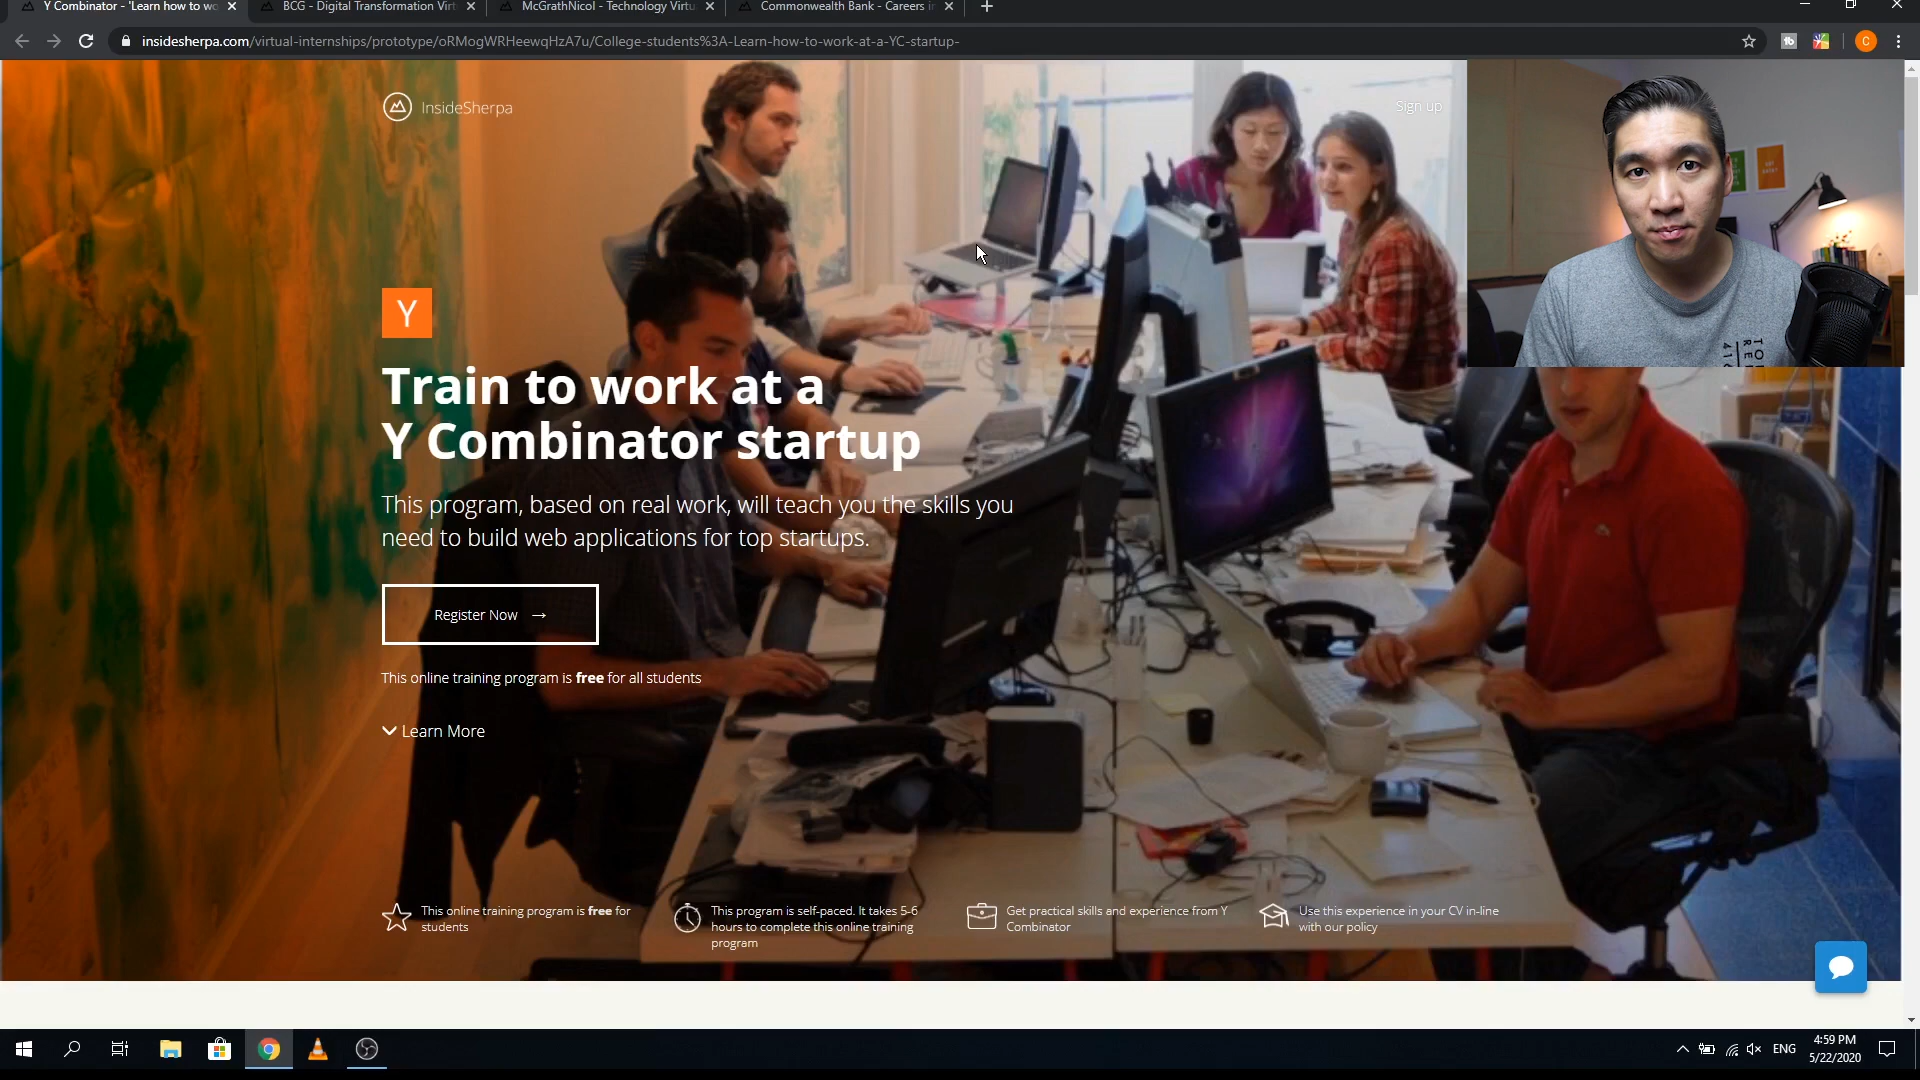 Y Combinator - 'Learn how to wo
BCG - Digital Transformation Virt
McGrathNicol - Technology Virtu
Commonwealth Bank - Careers i
insidesherpa.com/virtual-internships/prototype/oRMogWRHeewqHzA7u/College-students%3A-Learn-how-to-work-at-a-YC-startup-
tb
C
InsideSherpa
Sign up
Y
Train to work at a
Y Combinator startup
This program, based on real work, will teach you the skills you
need to build web applications for top startups.
Register Now →
This online training program is free for all students
Learn More
This online training program is free for
students
This program is self-paced. It takes 5-6
hours to complete this online training
program
Get practical skills and experience from Y
Combinator
Use this experience in your CV in-line
with our policy
ENG
4:59 PM
5/22/2020